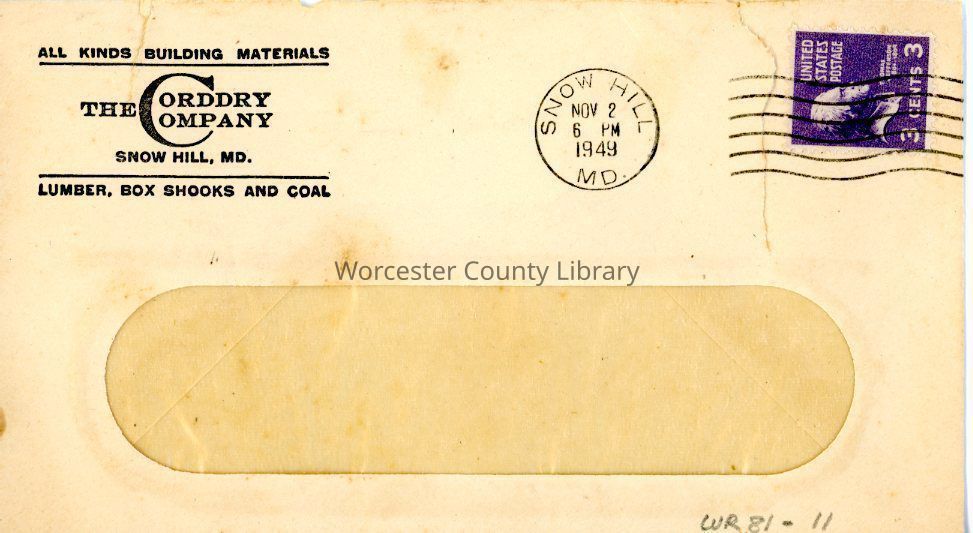 ALL KINDS BUILDING MATERIALS
THE CORDDRY COMPANY
SNOW HILL, MD.
LUMBER, BOX SHOOKS AND COAL
SNOW HILL
NOV 2
6 PM
1949
MD.
UNITED
STATES
POSTAGE
3 CENTS 3
Worcester County Library
WR 81 - 11